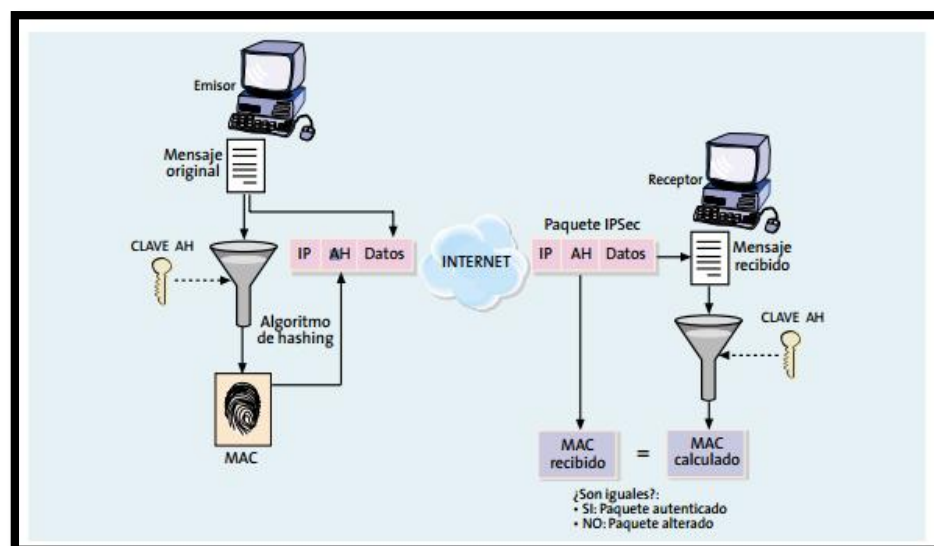 Emisor
Mensaje
original
CLAVE AH
IP AH Datos
Algoritmo
de hashing
MAC
INTERNET
Paquete IPSec
IP AH Datos
Receptor
Mensaje
recibido
CLAVE AH
MAC
recibido
=
MAC
calculado
¿Son iguales?:
• SI: Paquete autenticado
• NO: Paquete alterado